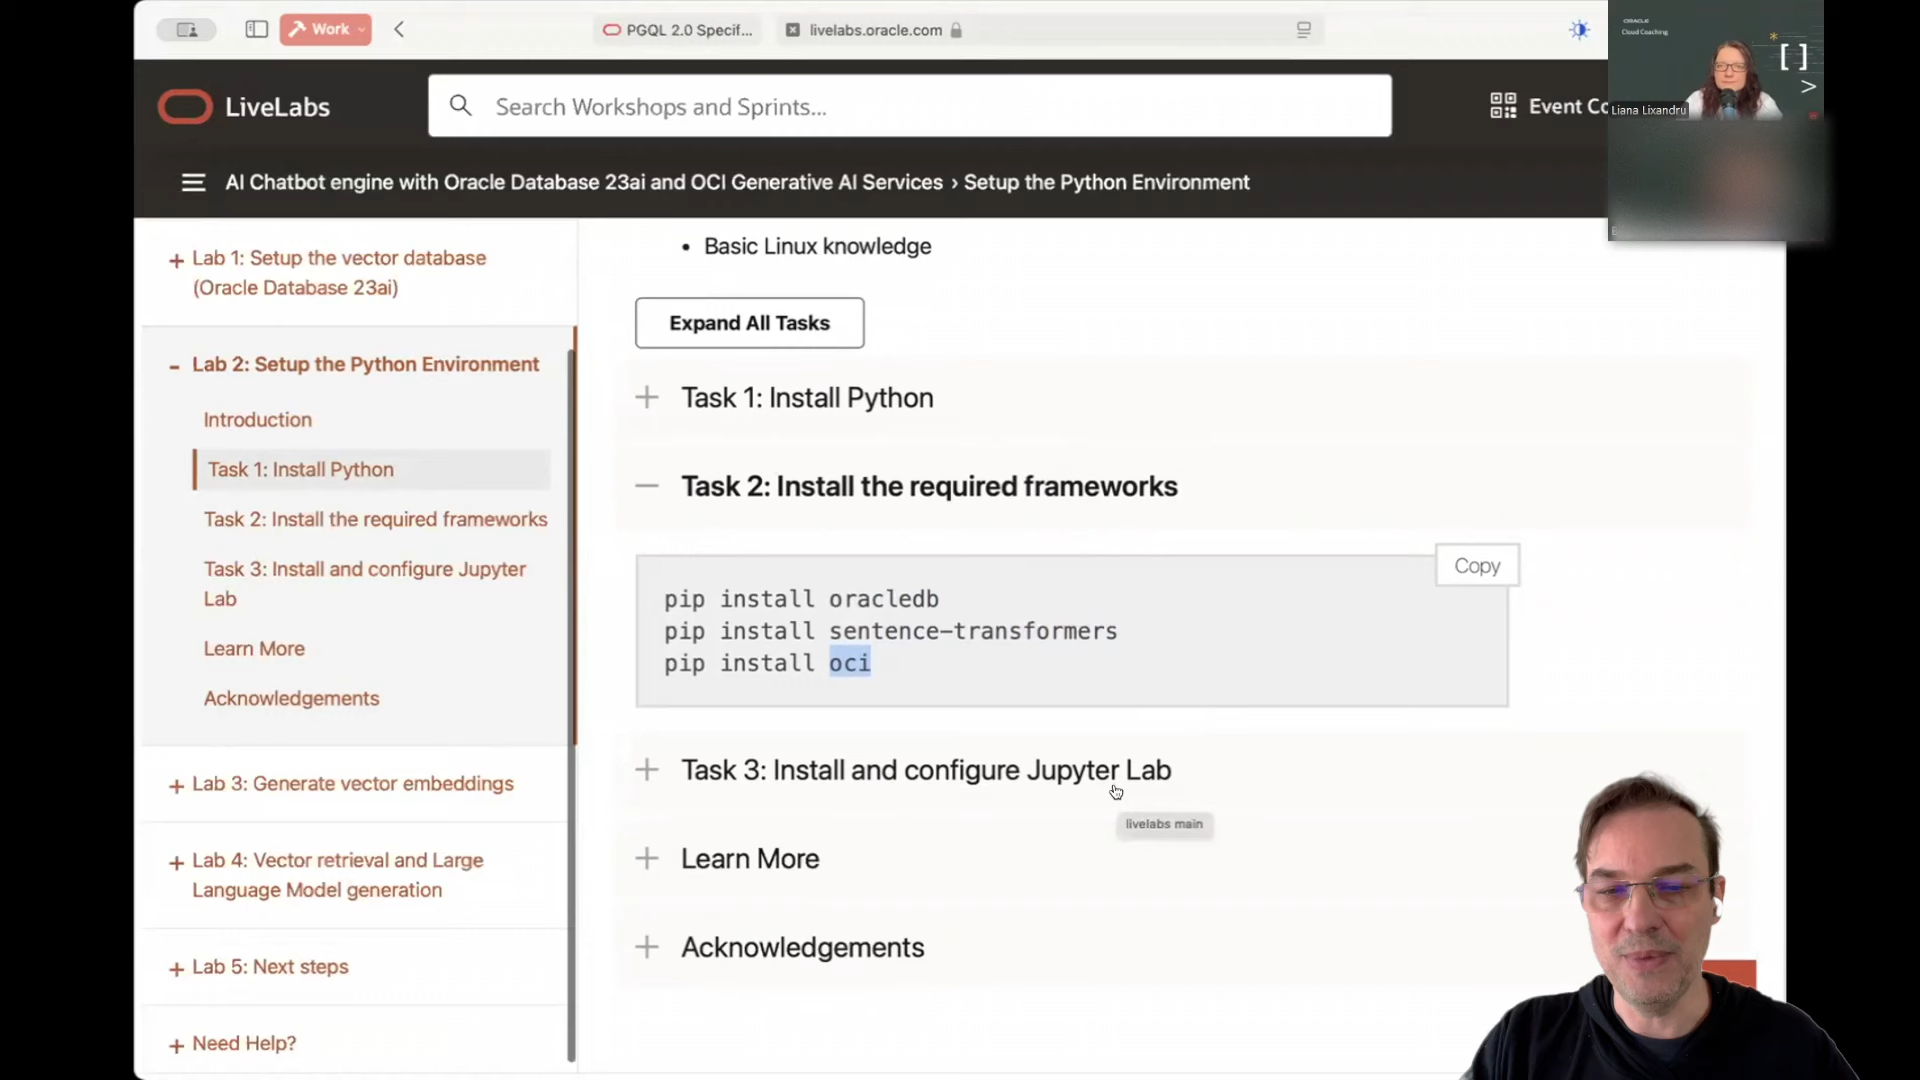 Work
PGQL 2.0 Specif...
livelabs.oracle.com
ORACLE
Cloud Coaching
[ ]
>
Liana Lixandru
LiveLabs
Search Workshops and Sprints...
Event Co
AI Chatbot engine with Oracle Database 23ai and OCI Generative AI Services › Setup the Python Environment
+ Lab 1: Setup the vector database
(Oracle Database 23ai)
- Lab 2: Setup the Python Environment
Introduction
Task 1: Install Python
Task 2: Install the required frameworks
Task 3: Install and configure Jupyter
Lab
Learn More
Acknowledgements
+ Lab 3: Generate vector embeddings
+ Lab 4: Vector retrieval and Large
Language Model generation
+ Lab 5: Next steps
+ Need Help?
• Basic Linux knowledge
Expand All Tasks
Task 1: Install Python
Task 2: Install the required frameworks
Copy
pip install oracledb
pip install sentence-transformers
pip install oci
Task 3: Install and configure Jupyter Lab
livelabs main
Learn More
Acknowledgements